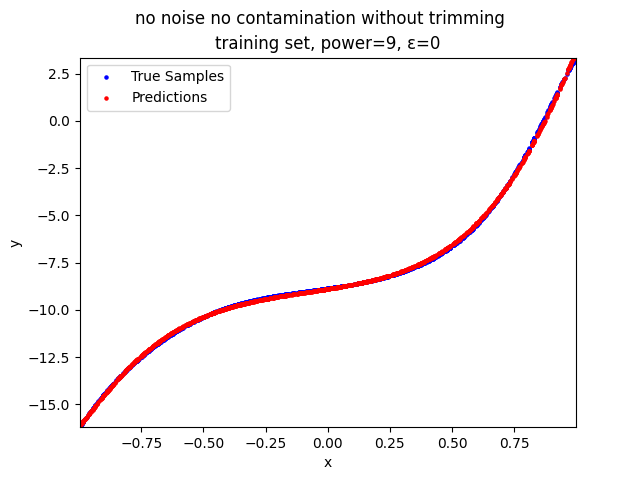 no noise no contamination without trimming
training set, power=9, ε=0
True Samples
Predictions
2.5
0.0
−2.5
−5.0
−7.5
−10.0
−12.5
−15.0
y
−0.75 −0.50 −0.25 0.00 0.25 0.50 0.75
x